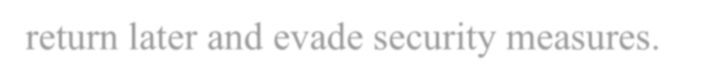 return later and evade security measures.